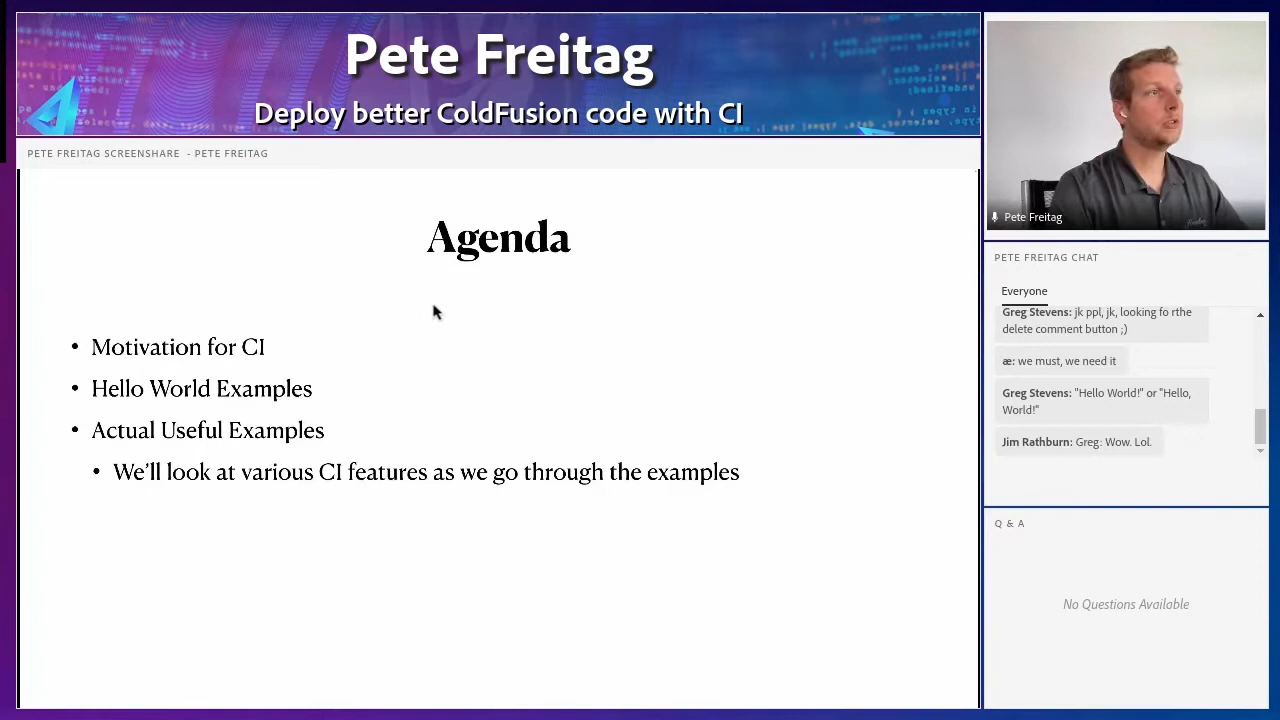 Pete Freitag
Deploy better ColdFusion code with CI
PETE FREITAG SCREENSHARE - PETE FREITAG
Agenda
• Motivation for CI
• Hello World Examples
• Actual Useful Examples
• We’ll look at various CI features as we go through the examples
Pete Freitag
PETE FREITAG CHAT
Everyone
Greg Stevens: jk ppl, jk, looking fo rthe
delete comment button ;)
æ: we must, we need it
Greg Stevens: "Hello World!" or "Hello,
World!"
Jim Rathburn: Greg: Wow. Lol.
Q & A
No Questions Available